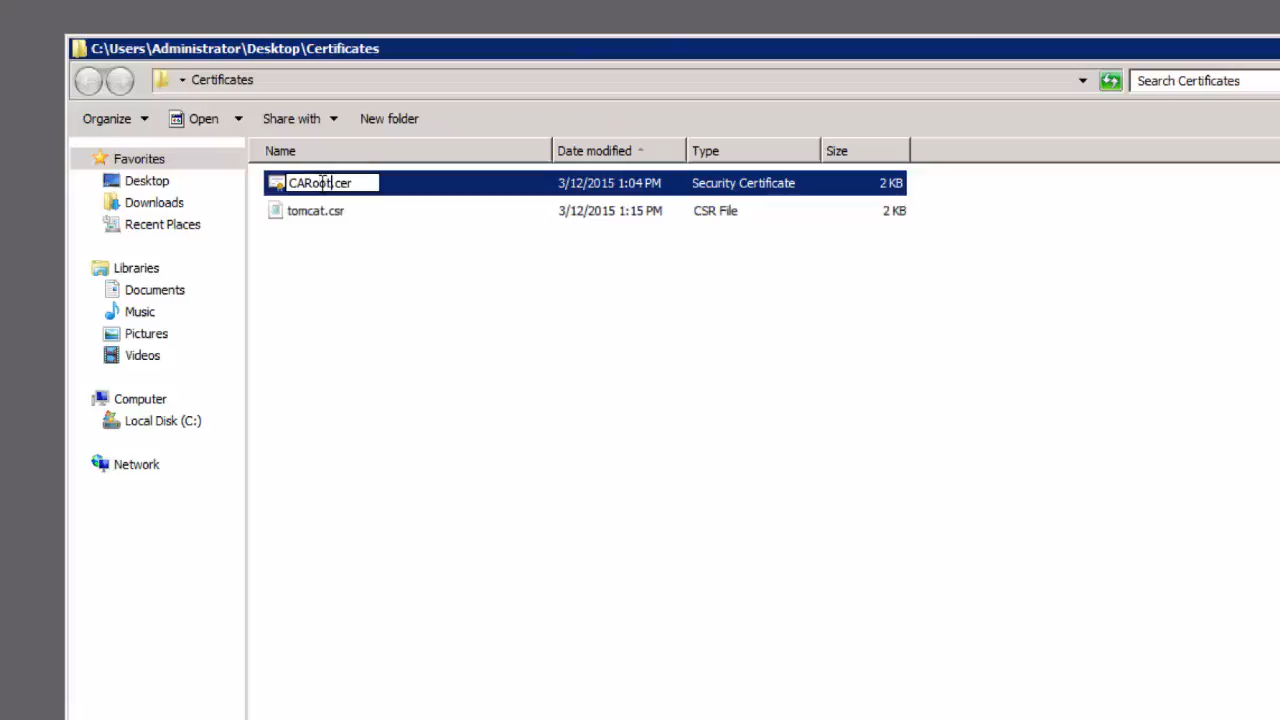 C:\Users\Administrator\Desktop\Certificates
Certificates
Search Certificates
Organize
Open
Share with
New folder
Name
Date modified
Type
Size
Favorites
Desktop
Downloads
Recent Places
Libraries
Documents
Music
Pictures
Videos
Computer
Local Disk (C:)
Network
CARoot.cer 3/12/2015 1:04 PM Security Certificate 2 KB
tomcat.csr 3/12/2015 1:15 PM CSR File 2 KB